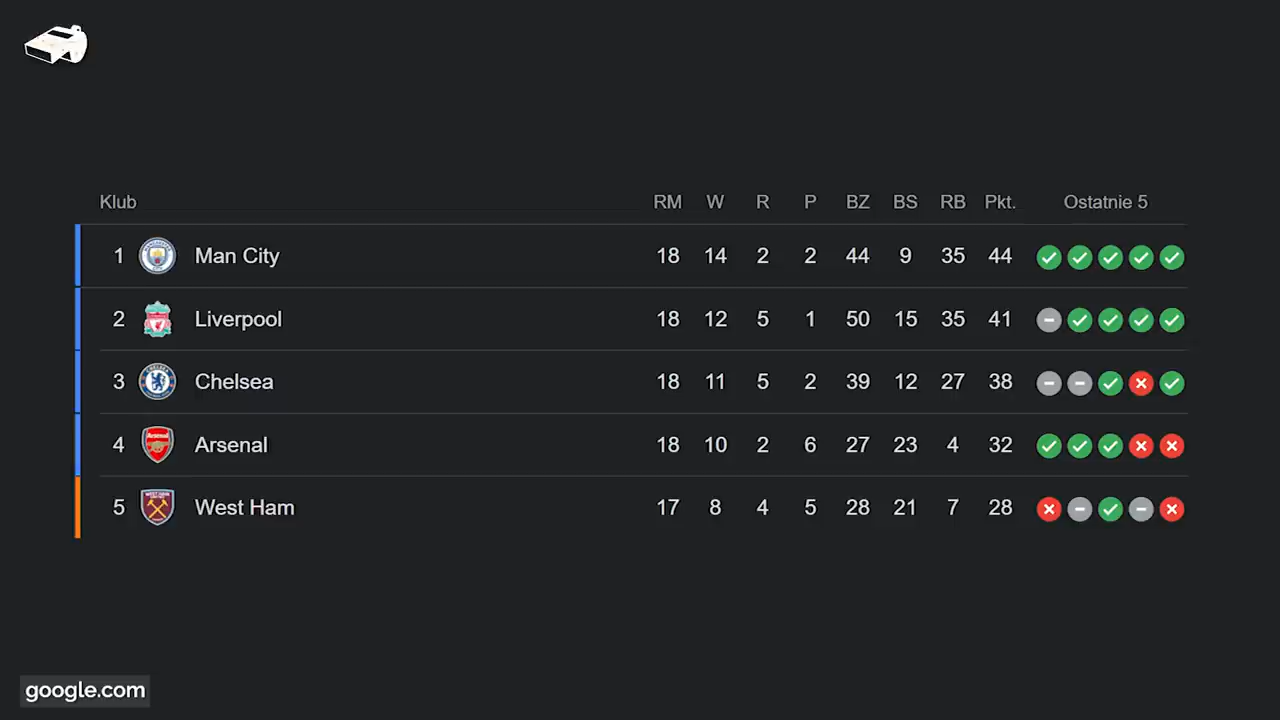 Klub RM W R P BZ BS RB Pkt. Ostatnie 5
1 Man City 18 14 2 2 44 9 35 44
2 Liverpool 18 12 5 1 50 15 35 41
3 Chelsea 18 11 5 2 39 12 27 38
4 Arsenal 18 10 2 6 27 23 4 32
5 West Ham 17 8 4 5 28 21 7 28
google.com